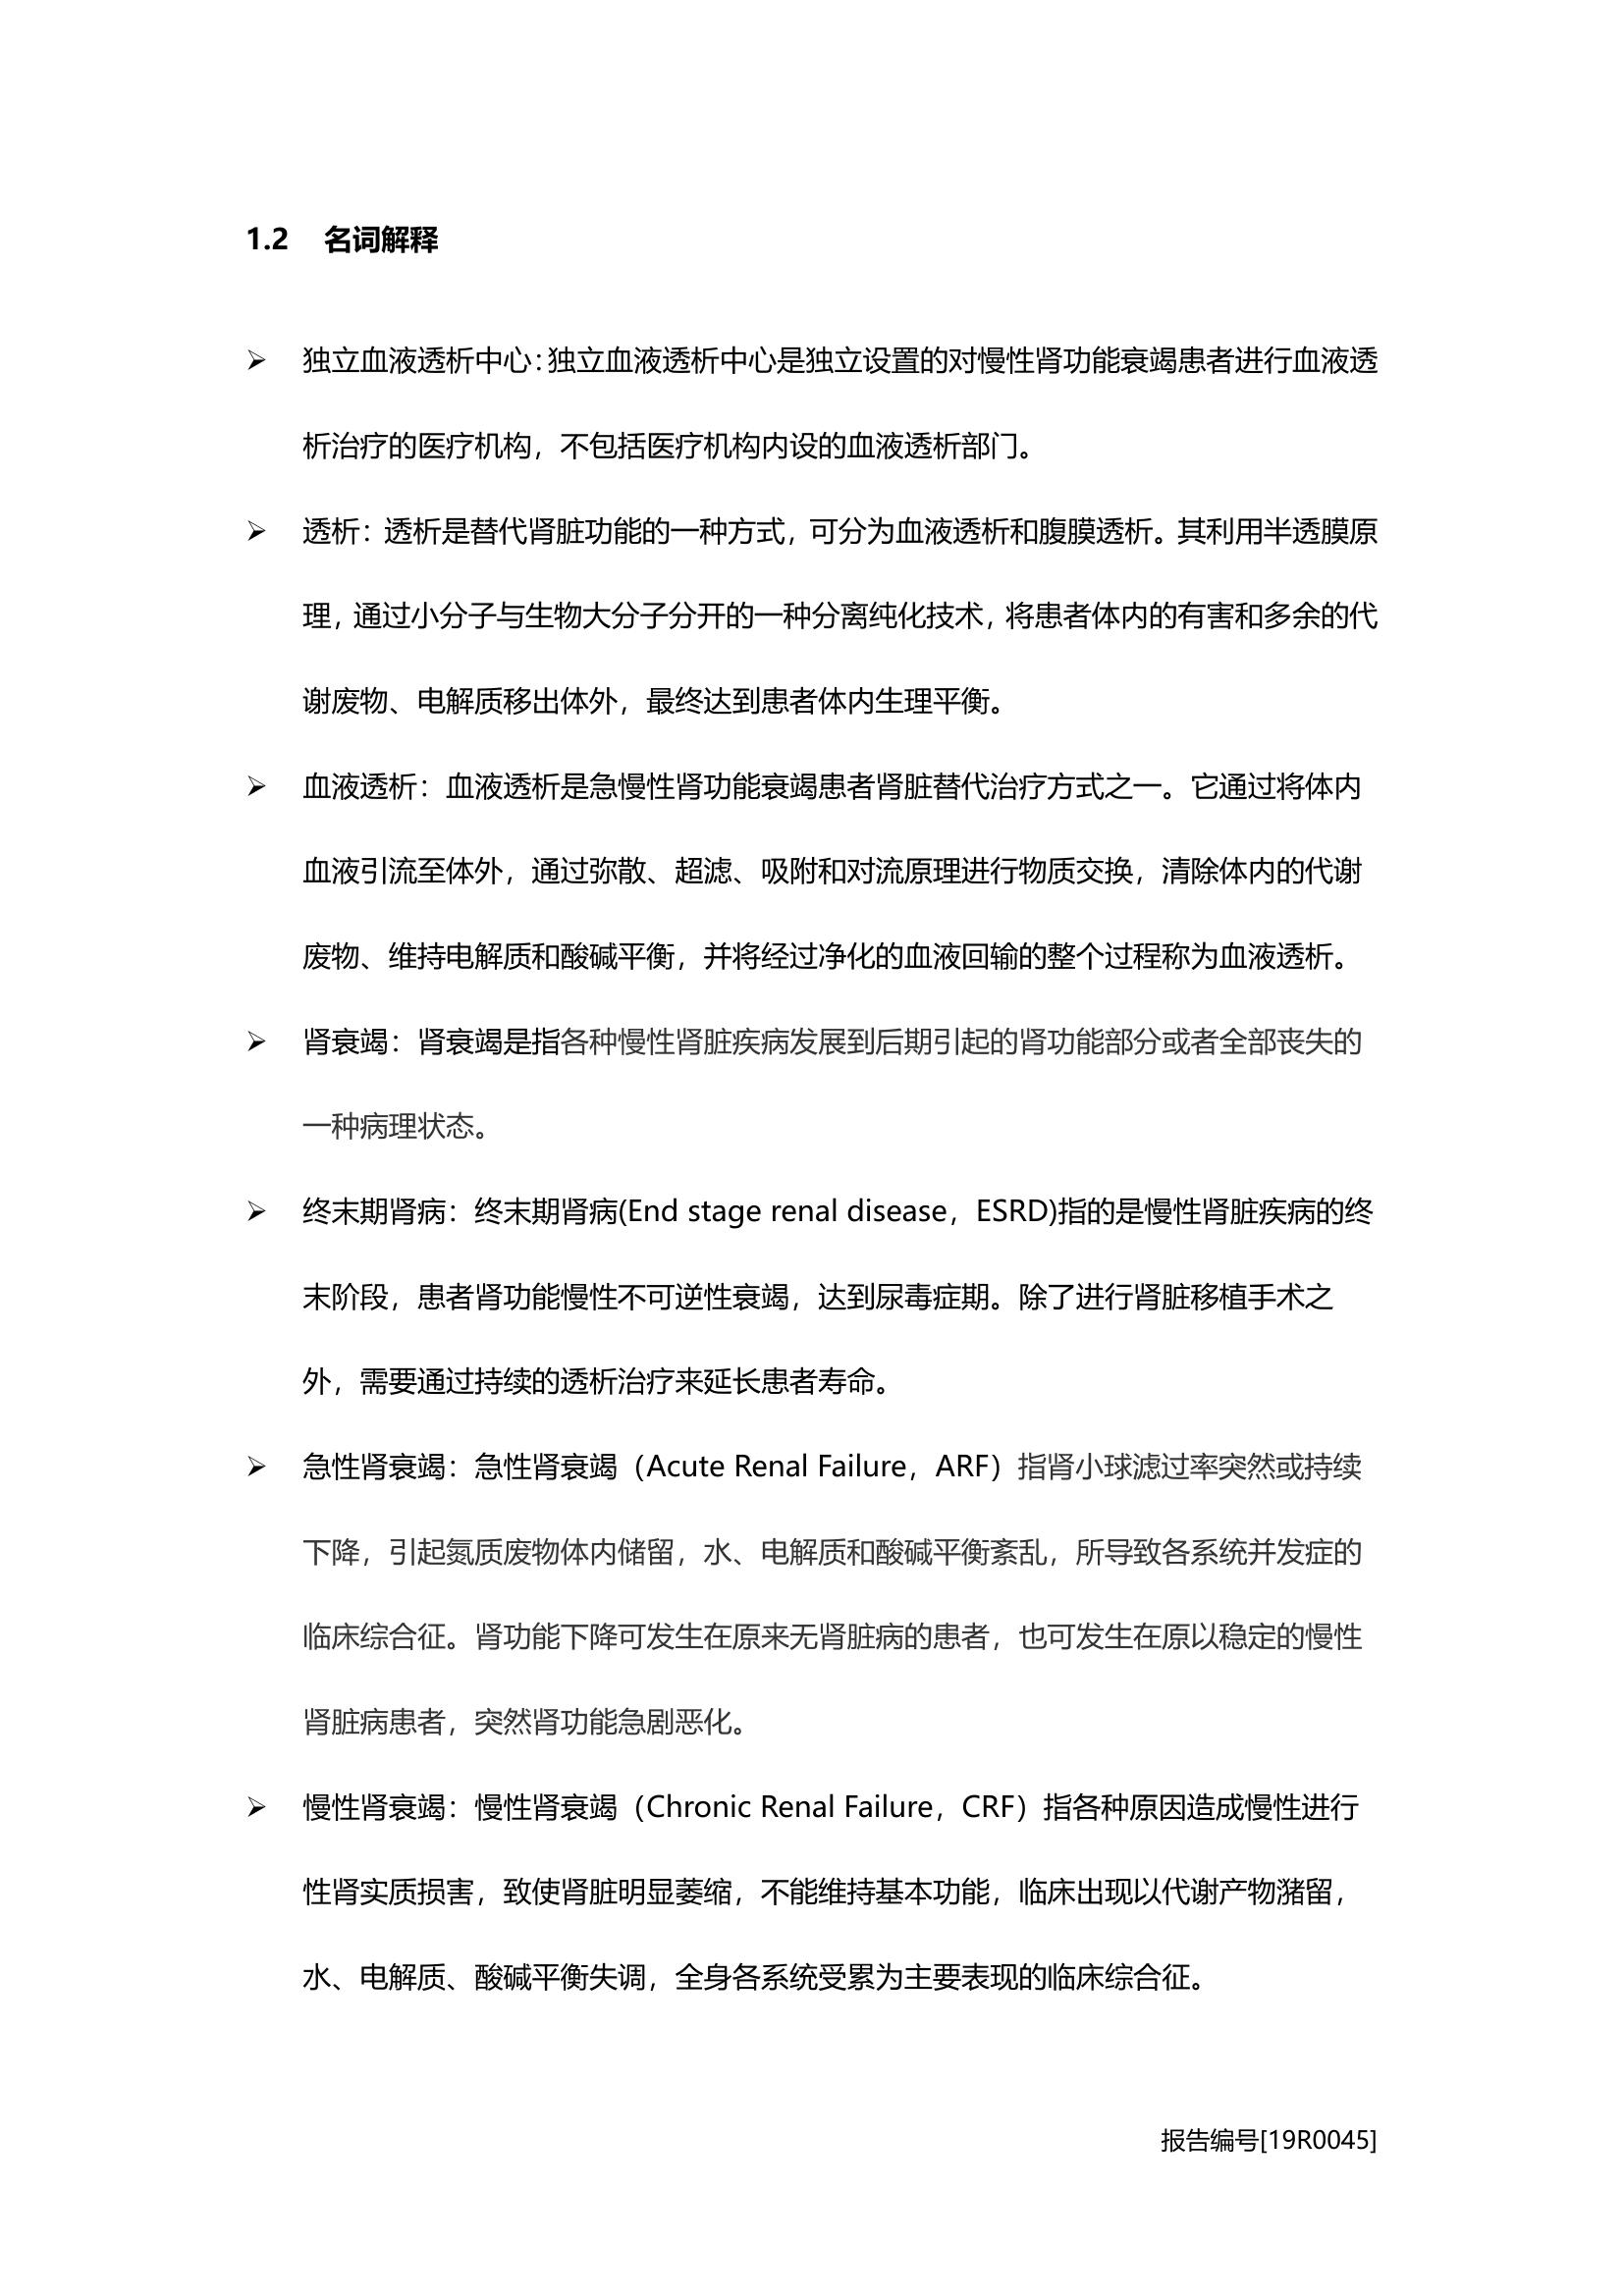 1.2 名词解释
➢ 独立血液透析中心：独立血液透析中心是独立设置的对慢性肾功能衰竭患者进行血液透
析治疗的医疗机构，不包括医疗机构内设的血液透析部门。
➢ 透析：透析是替代肾脏功能的一种方式，可分为血液透析和腹膜透析。其利用半透膜原
理，通过小分子与生物大分子分开的一种分离纯化技术，将患者体内的有害和多余的代
谢废物、电解质移出体外，最终达到患者体内生理平衡。
➢ 血液透析：血液透析是急慢性肾功能衰竭患者肾脏替代治疗方式之一。它通过将体内
血液引流至体外，通过弥散、超滤、吸附和对流原理进行物质交换，清除体内的代谢
废物、维持电解质和酸碱平衡，并将经过净化的血液回输的整个过程称为血液透析。
➢ 肾衰竭：肾衰竭是指各种慢性肾脏疾病发展到后期引起的肾功能部分或者全部丧失的
一种病理状态。
➢ 终末期肾病：终末期肾病(End stage renal disease，ESRD)指的是慢性肾脏疾病的终
末阶段，患者肾功能慢性不可逆性衰竭，达到尿毒症期。除了进行肾脏移植手术之
外，需要通过持续的透析治疗来延长患者寿命。
➢ 急性肾衰竭：急性肾衰竭（Acute Renal Failure，ARF）指肾小球滤过率突然或持续
下降，引起氮质废物体内储留，水、电解质和酸碱平衡紊乱，所导致各系统并发症的
临床综合征。肾功能下降可发生在原来无肾脏病的患者，也可发生在原以稳定的慢性
肾脏病患者，突然肾功能急剧恶化。
➢ 慢性肾衰竭：慢性肾衰竭（Chronic Renal Failure，CRF）指各种原因造成慢性进行
性肾实质损害，致使肾脏明显萎缩，不能维持基本功能，临床出现以代谢产物潴留，
水、电解质、酸碱平衡失调，全身各系统受累为主要表现的临床综合征。
报告编号[19R0045]